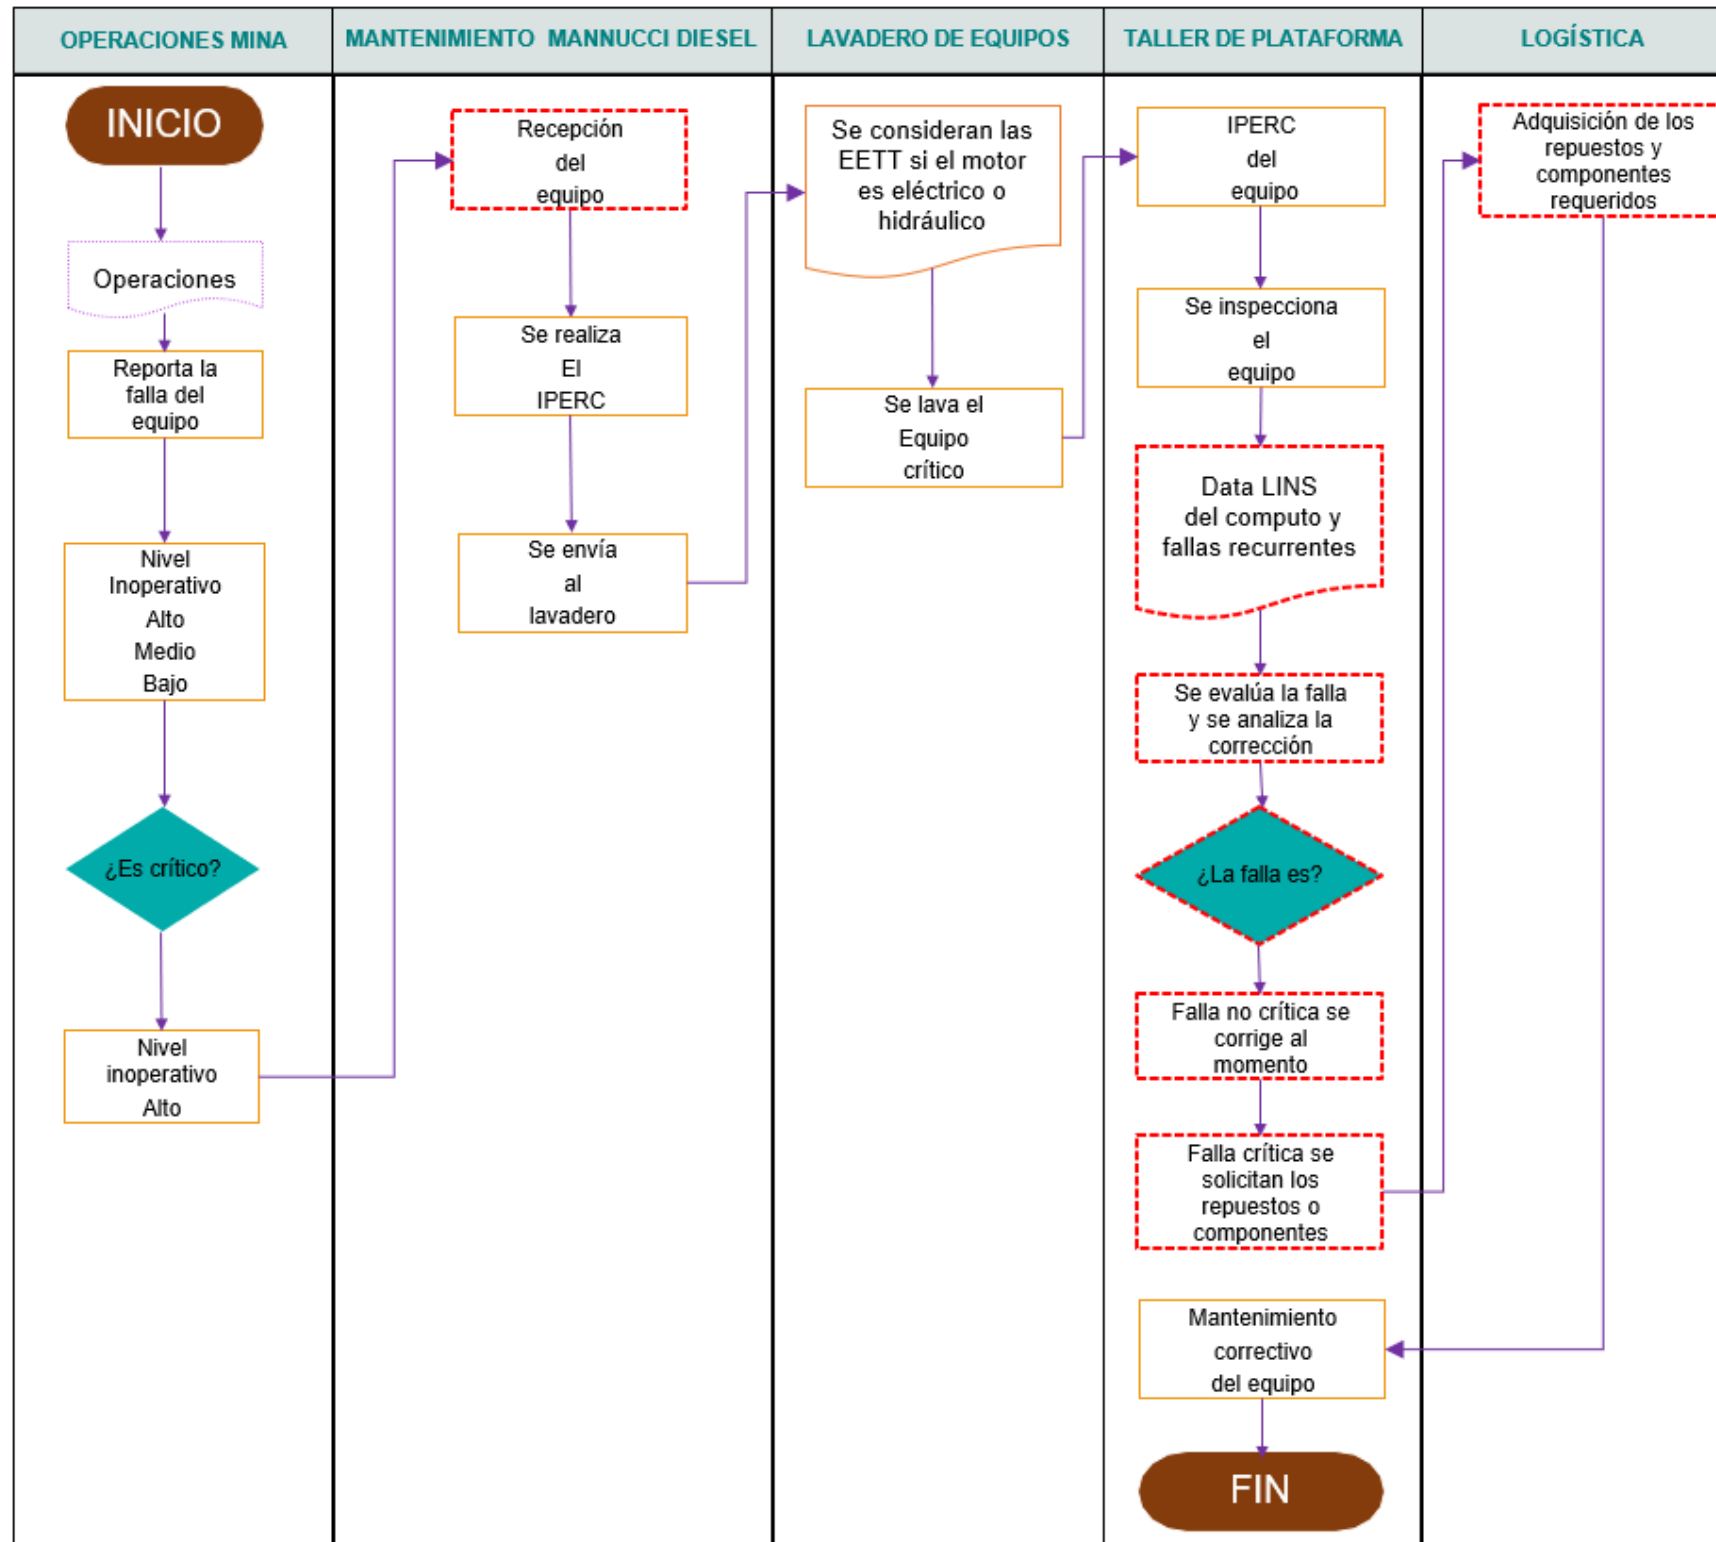 OPERACIONES MINA
MANTENIMIENTO MANNUCCI DIESEL
LAVADERO DE EQUIPOS
TALLER DE PLATAFORMA
LOGÍSTICA
INICIO
Operaciones
Reporta la
falla del
equipo
Nivel
Inoperativo
Alto
Medio
Bajo
¿Es crítico?
Nivel
inoperativo
Alto
Recepción
del
equipo
Se realiza
El
IPERC
Se envía
al
lavadero
Se consideran las
EETT si el motor
es eléctrico o
hidráulico
Se lava el
Equipo
crítico
IPERC
del
equipo
Se inspecciona
el
equipo
Data LINS
del computo y
fallas recurrentes
Se evalúa la falla
y se analiza la
corrección
¿La falla es?
Falla no crítica se
corrige al
momento
Falla crítica se
solicitan los
repuestos o
componentes
Mantenimiento
correctivo
del equipo
FIN
Adquisición de los
repuestos y
componentes
requeridos